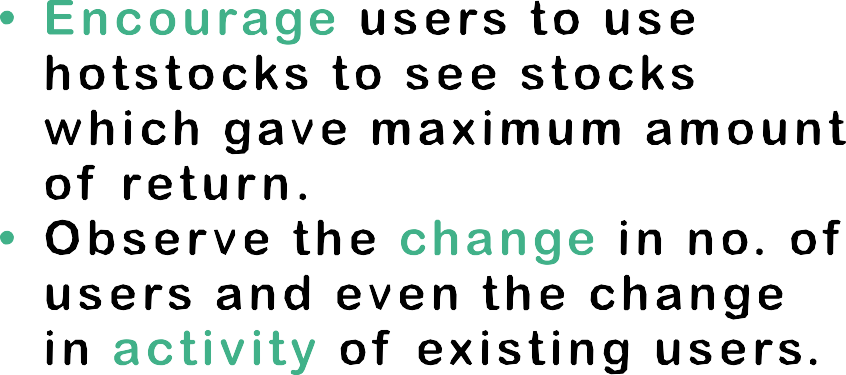 • Encourage users to use
hotstocks to see stocks
which gave maximum amount
of return.
• Observe the change in no. of
users and even the change
in activity of existing users.